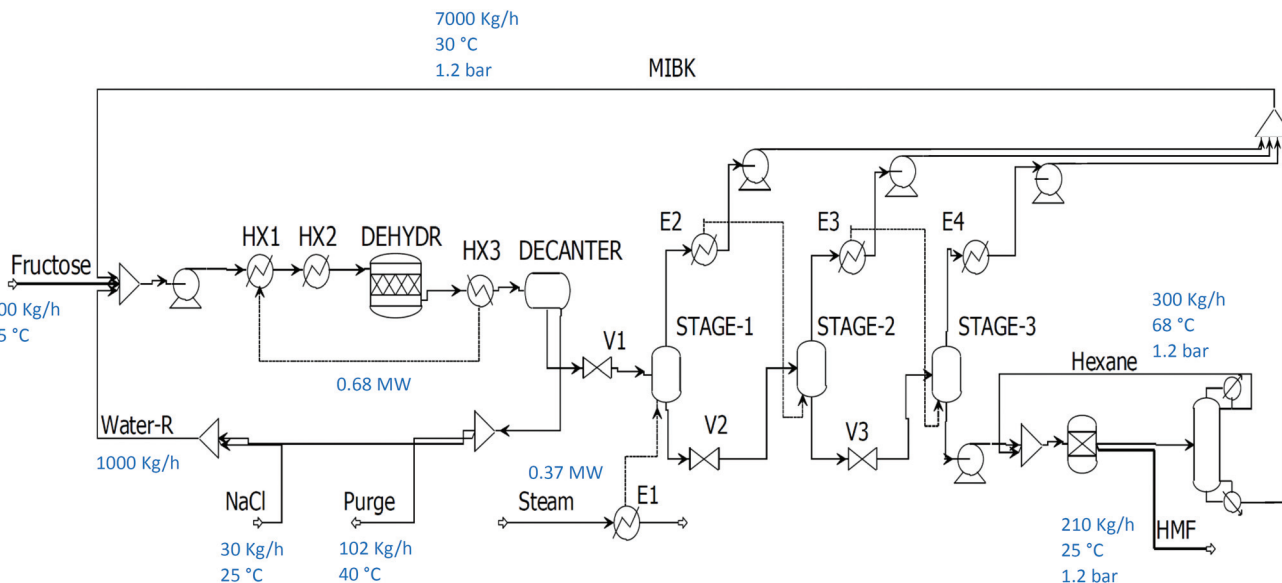 7000 Kg/h
30 °C
1.2 bar
MIBK
E2
E3
E4
HX1
HX2
DEHYDR
HX3
DECANTER
Fructose
00 Kg/h
5 °C
V1
STAGE-1
STAGE-2
STAGE-3
300 Kg/h
68 °C
1.2 bar
Hexane
0.68 MW
Water-R
1000 Kg/h
V2
V3
0.37 MW
NaCl
Purge
Steam
E1
30 Kg/h
25 °C
102 Kg/h
40 °C
210 Kg/h
25 °C
1.2 bar
HMF